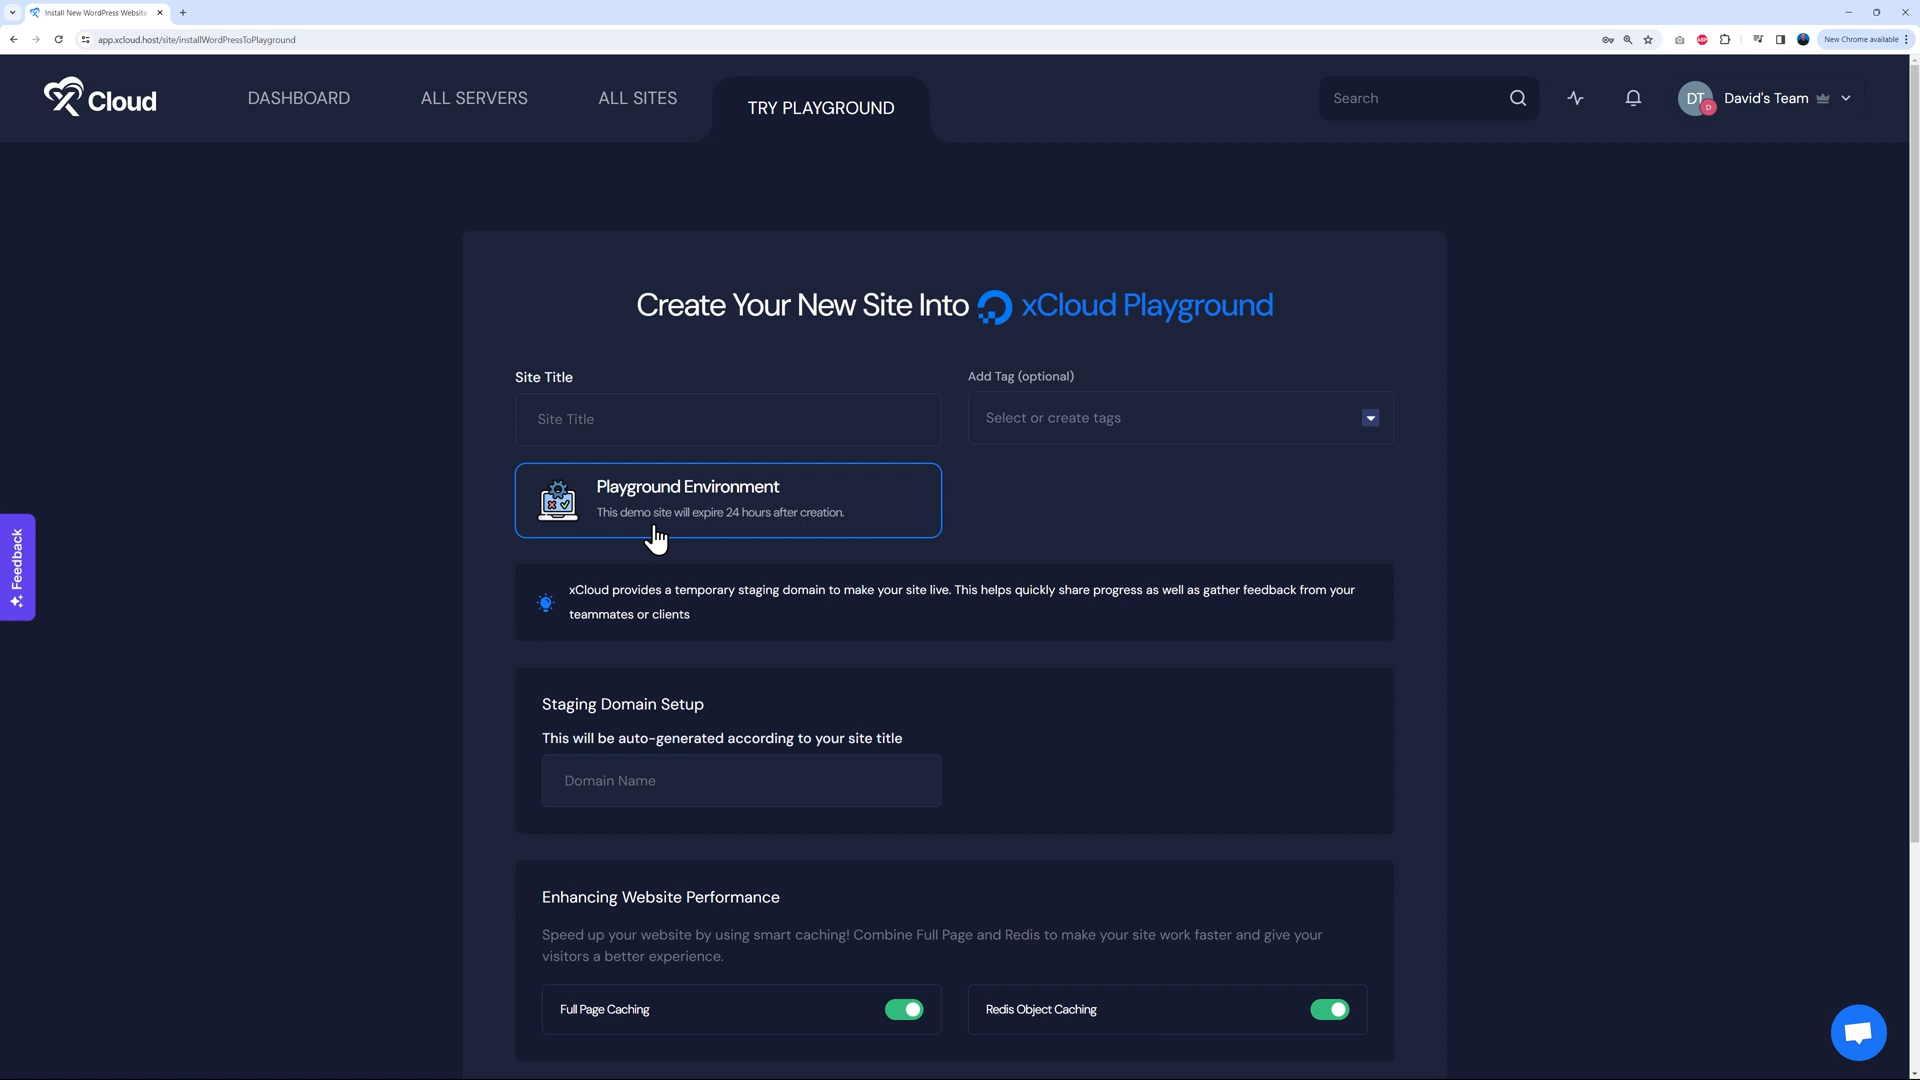 Install New WordPress Website
app.xcloud.host/site/installWordPressToPlayground
ABP
New Chrome available
xCloud
DASHBOARD
ALL SERVERS
ALL SITES
TRY PLAYGROUND
Search
DT
D
David's Team
Create Your New Site Into xCloud Playground
Site Title
Add Tag (optional)
Site Title
Select or create tags
Playground Environment
This demo site will expire 24 hours after creation.
Feedback
xCloud provides a temporary staging domain to make your site live. This helps quickly share progress as well as gather feedback from your
teammates or clients
Staging Domain Setup
This will be auto-generated according to your site title
Domain Name
Enhancing Website Performance
Speed up your website by using smart caching! Combine Full Page and Redis to make your site work faster and give your
visitors a better experience.
Full Page Caching
Redis Object Caching